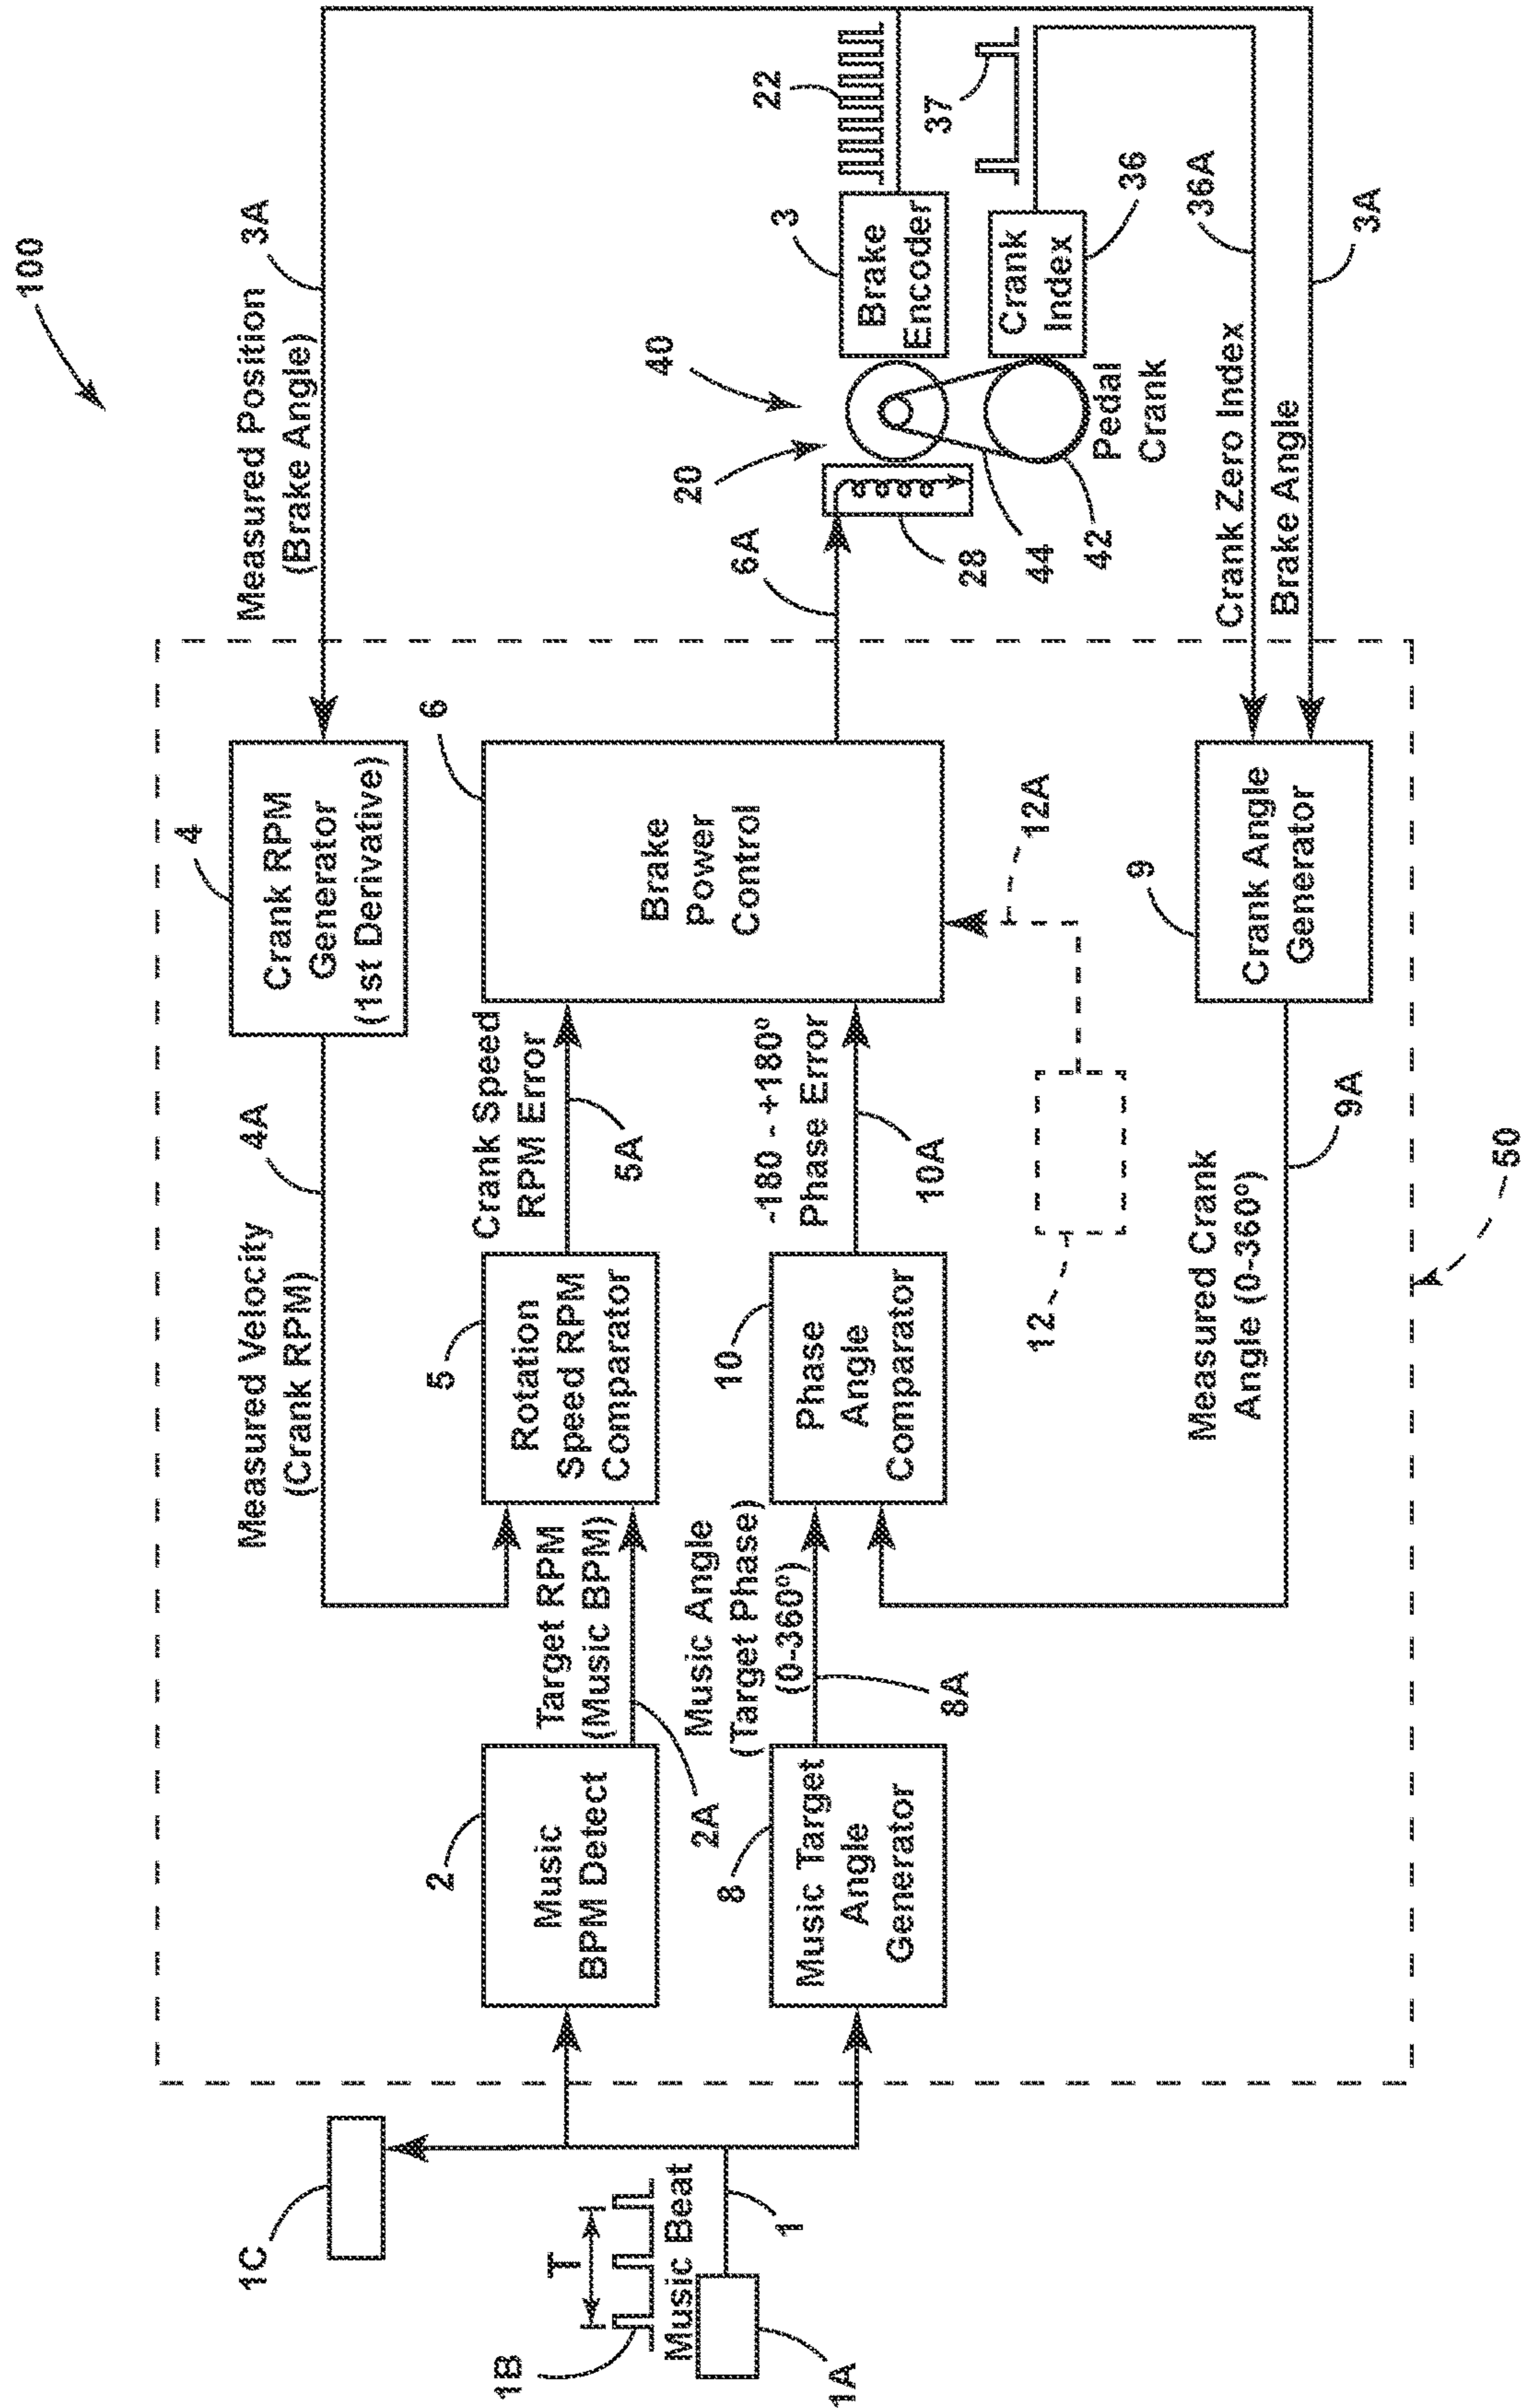 100
Measured Velocity
(Crank RPM)
4A
4
Crank RPM
Generator
(1st Derivative)
Measured Position
(Brake Angle)
3A
1C
1B
T
Music Beat
1
1A
2
Music
BPM Detect
Target RPM
(Music BPM)
2A
5
Rotation
Speed RPM
Comparator
Crank Speed
RPM Error
5A
6
Brake
Power
Control
6A
20
40
28
44
42
Pedal
Crank
3
Brake
Encoder
22
Crank
Index
36
37
8
Music Target
Angle
Generator
Music Angle
(Target Phase)
(0-360º)
8A
10
Phase
Angle
Comparator
-180 - +180º
Phase Error
10A
12
12A
Measured Crank
Angle (0-360º)
9A
9
Crank Angle
Generator
Crank Zero Index
36A
Brake Angle
3A
50